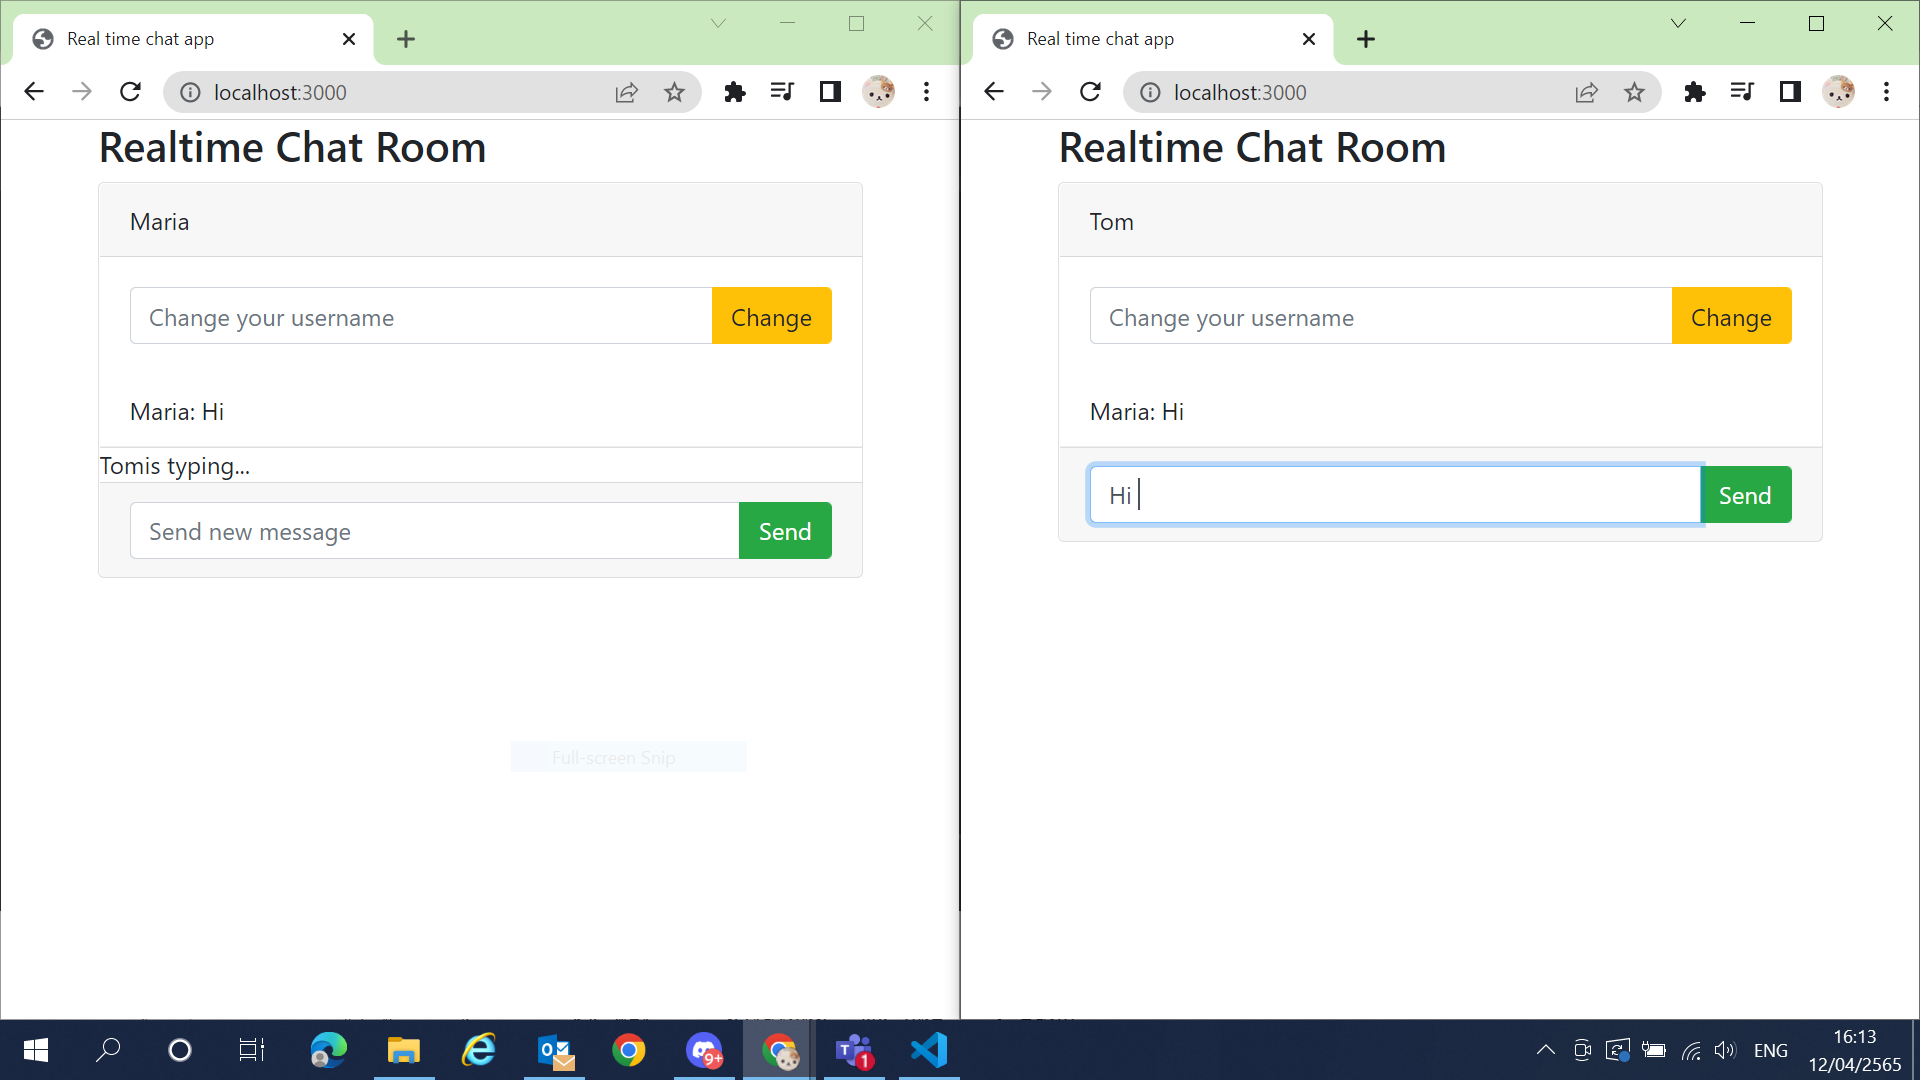 Real time chat app
localhost:3000
Realtime Chat Room
Maria
Change your username
Change
Maria: Hi
Tomis typing...
Send new message
Send
Full-screen Snip
Real time chat app
localhost:3000
Realtime Chat Room
Tom
Change your username
Change
Maria: Hi
Hi
Send
9+
T
1
ENG
16:13
12/04/2565